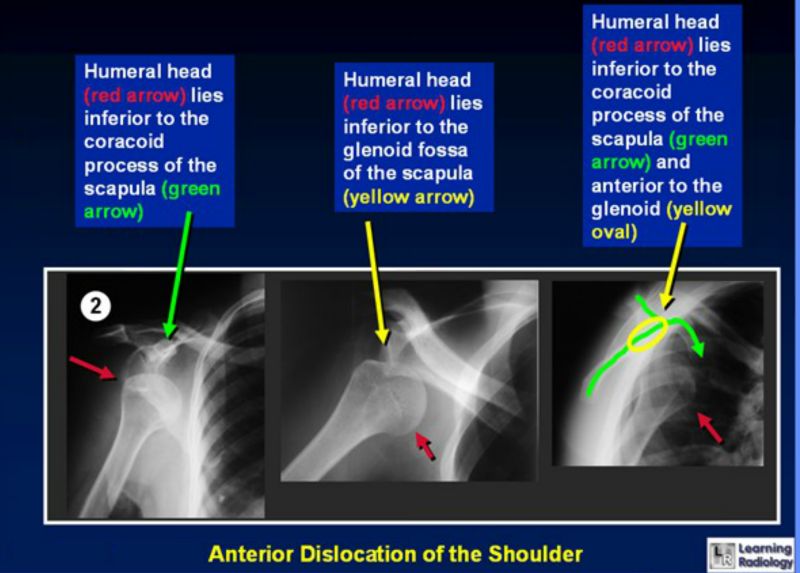 Humeral head
(red arrow) lies
inferior to the
coracoid
process of the
scapula (green
arrow)
Humeral head
(red arrow) lies
inferior to the
glenoid fossa
of the scapula
(yellow arrow)
Humeral head
(red arrow) lies
inferior to the
coracoid
process of the
scapula (green
arrow) and
anterior to the
glenoid (yellow
oval)
2
Anterior Dislocation of the Shoulder
LR
Learning
Radiology